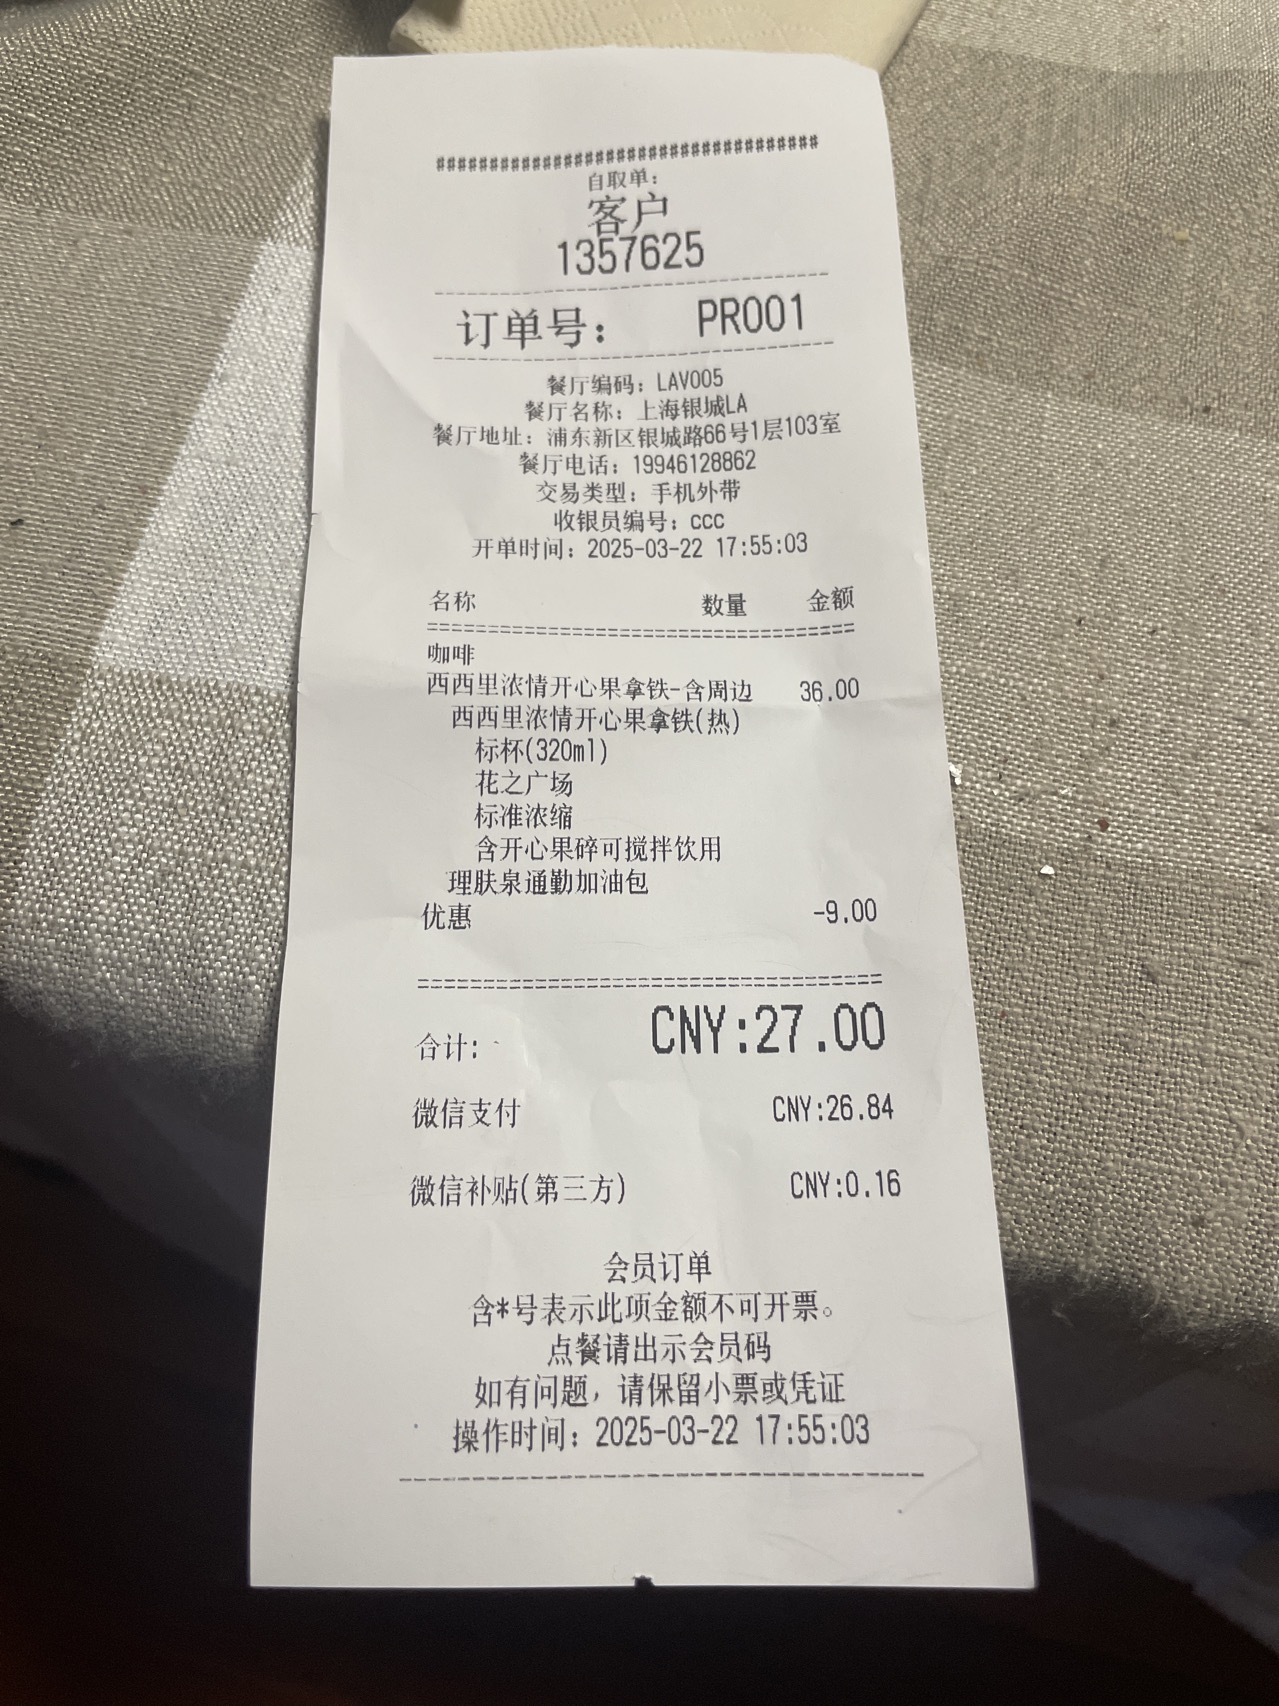 ####################################
自取单：
客户
1357625
订单号： PR001
餐厅编码：LAV005
餐厅名称：上海银城LA
餐厅地址：浦东新区银城路66号1层103室
餐厅电话：19946128862
交易类型：手机外带
收银员编号：ccc
开单时间：2025-03-22 17:55:03
名称 数量 金额
咖啡
西西里浓情开心果拿铁-含周边 36.00
西西里浓情开心果拿铁(热)
标杯(320ml)
花之广场
标准浓缩
含开心果碎可搅拌饮用
理肤泉通勤加油包
优惠 -9.00
合计： CNY:27.00
微信支付 CNY:26.84
微信补贴(第三方) CNY:0.16
会员订单
含*号表示此项金额不可开票。
点餐请出示会员码
如有问题，请保留小票或凭证
操作时间：2025-03-22 17:55:03